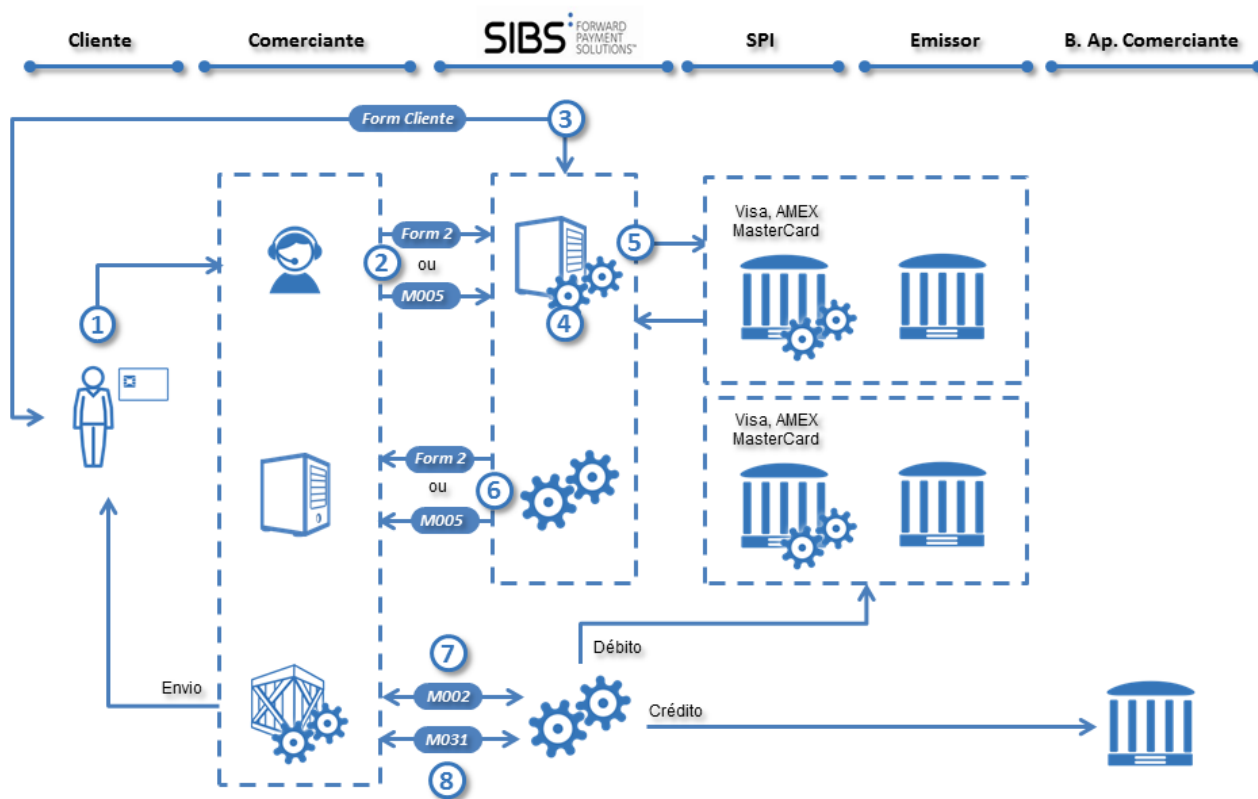 Cliente
Comerciante
SIBS FORWARD
PAYMENT
SOLUTIONS™
SPI
Emissor
B. Ap. Comerciante
Form Cliente
3
Form 2
2
ou
M005
4
5
Visa, AMEX
MasterCard
1
Visa, AMEX
MasterCard
Form 2
ou
6
M005
7
Débito
Envio
M002
Crédito
M031
8